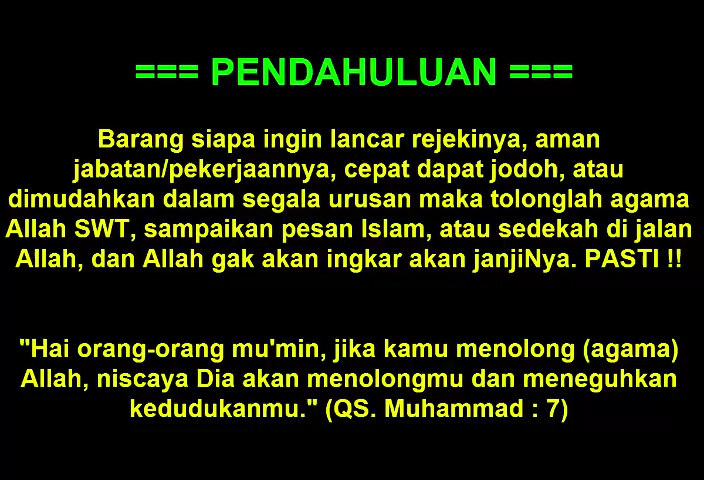 === PENDAHULUAN ===
Barang siapa ingin lancar rejekinya, aman
jabatan/pekerjaannya, cepat dapat jodoh, atau
dimudahkan dalam segala urusan maka tolonglah agama
Allah SWT, sampaikan pesan Islam, atau sedekah di jalan
Allah, dan Allah gak akan ingkar akan janjiNya. PASTI !!
"Hai orang-orang mu'min, jika kamu menolong (agama)
Allah, niscaya Dia akan menolongmu dan meneguhkan
kedudukanmu." (QS. Muhammad : 7)